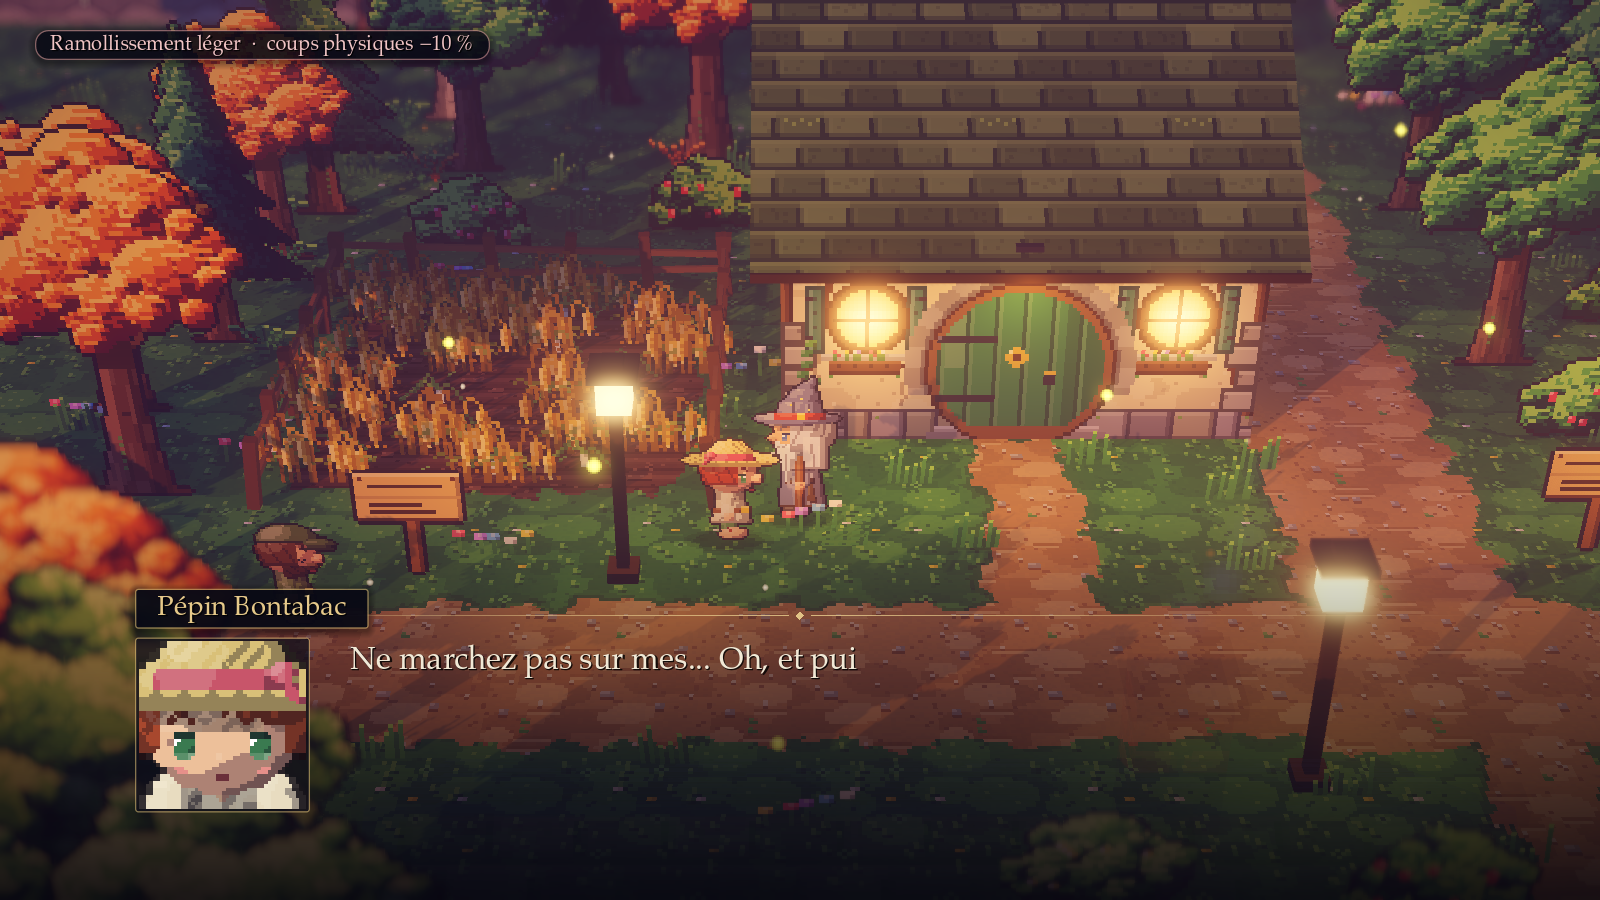 Ramollissement léger · coups physiques −10 %
Pépin Bontabac
Ne marchez pas sur mes... Oh, et pui